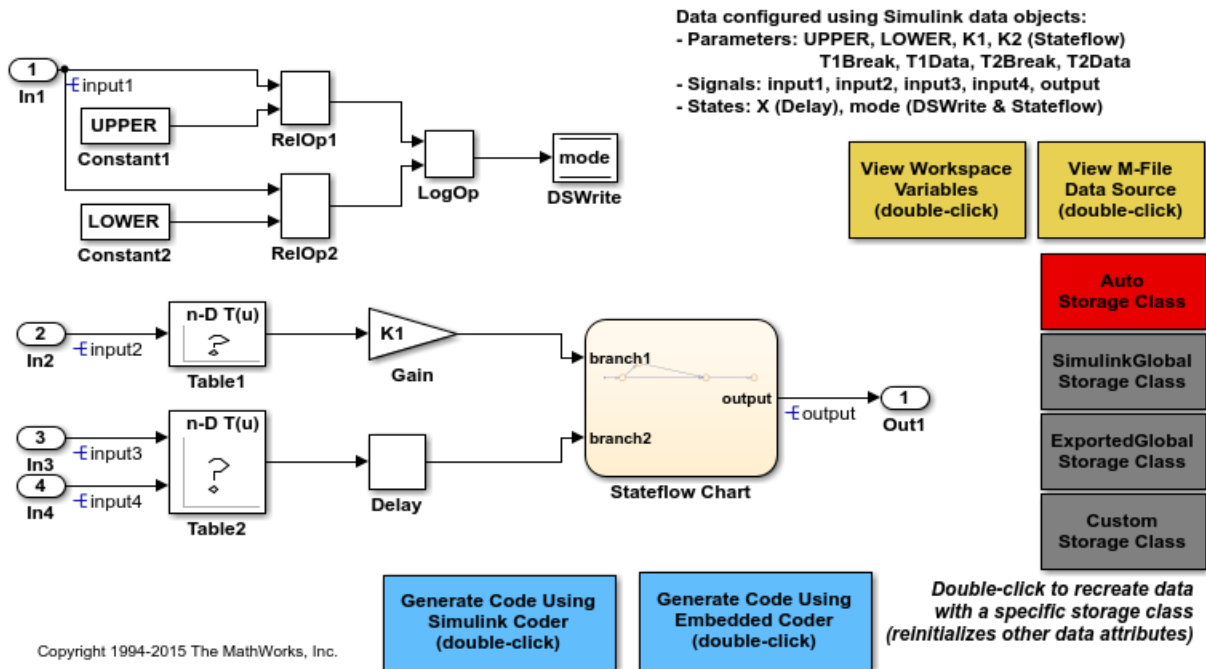 Data configured using Simulink data objects:
- Parameters: UPPER, LOWER, K1, K2 (Stateflow)
T1Break, T1Data, T2Break, T2Data
- Signals: input1, input2, input3, input4, output
- States: X (Delay), mode (DSWrite & Stateflow)
1
In1
input1
UPPER
Constant1
RelOp1
LOWER
Constant2
RelOp2
LogOp
mode
DSWrite
View Workspace
Variables
(double-click)
View M-File
Data Source
(double-click)
Auto
Storage Class
SimulinkGlobal
Storage Class
ExportedGlobal
Storage Class
Custom
Storage Class
Double-click to recreate data
with a specific storage class
(reinitializes other data attributes)
2
In2
input2
n-D T(u)
Table1
K1
Gain
3
In3
input3
4
In4
input4
n-D T(u)
Table2
Delay
branch1
branch2
output
Stateflow Chart
output
1
Out1
Generate Code Using
Simulink Coder
(double-click)
Generate Code Using
Embedded Coder
(double-click)
Copyright 1994-2015 The MathWorks, Inc.